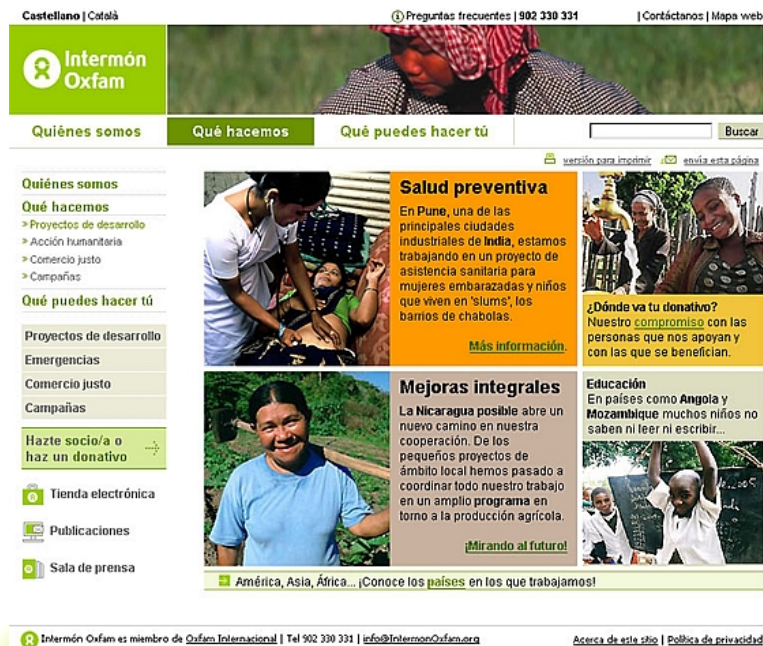 Castellano | Català
Preguntas frecuentes | 902 330 331
| Contáctanos | Mapa web
Intermón
Oxfam
Quiénes somos
Qué hacemos
Qué puedes hacer tú
Buscar
versión para imprimir
envía esta página
Quiénes somos
Qué hacemos
» Proyectos de desarrollo
» Acción humanitaria
» Comercio justo
» Campañas
Qué puedes hacer tú
Proyectos de desarrollo
Emergencias
Comercio justo
Campañas
Hazte socio/a o
haz un donativo
Tienda electrónica
Publicaciones
Sala de prensa
Salud preventiva
En Pune, una de las
principales ciudades
industriales de India, estamos
trabajando en un proyecto de
asistencia sanitaria para
mujeres embarazadas y niños
que viven en 'slums', los
barrios de chabolas.
Más información.
¿Dónde va tu donativo?
Nuestro compromiso con las
personas que nos apoyan y
con las que se benefician.
Mejoras integrales
La Nicaragua posible abre un
nuevo camino en nuestra
cooperación. De los
pequeños proyectos de
ámbito local hemos pasado a
coordinar todo nuestro trabajo
en un amplio programa en
torno a la producción agrícola.
¡Mirando al futuro!
Educación
En países como Angola y
Mozambique muchos niños no
saben ni leer ni escribir...
América, Asia, África... ¡Conoce los países en los que trabajamos!
Intermón Oxfam es miembro de Oxfam Internacional | Tel 902 330 331 | info@IntermonOxfam.org
Acerca de este sitio | Política de privacidad